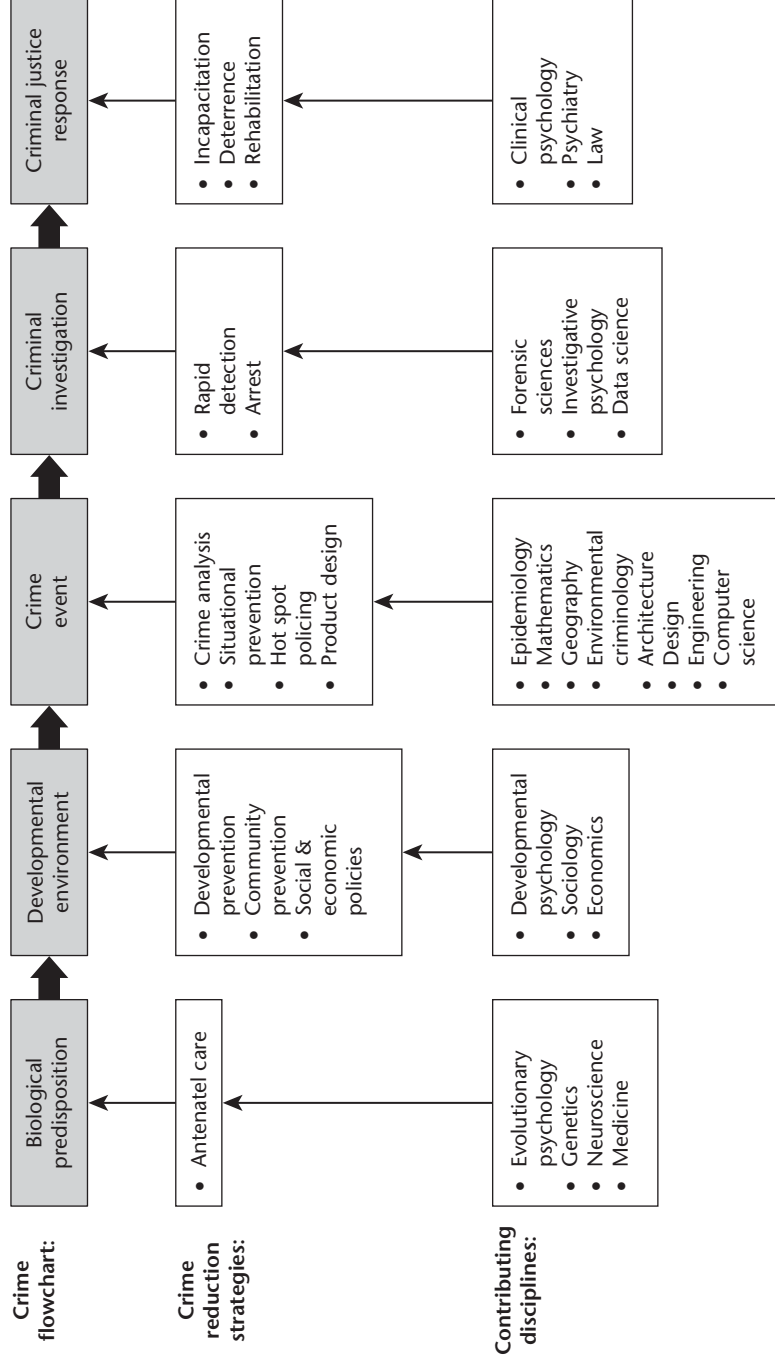 Crime
flowchart:
Biological
predisposition
Developmental
environment
Crime
event
Criminal
investigation
Criminal justice
response
Crime
reduction
strategies:
• Antenatel care
• Developmental
prevention
• Community
prevention
• Social &
economic
policies
• Crime analysis
• Situational
prevention
• Hot spot
policing
• Product design
• Rapid
detection
• Arrest
• Incapacitation
• Deterrence
• Rehabilitation
Contributing
disciplines:
• Evolutionary
psychology
• Genetics
• Neuroscience
• Medicine
• Developmental
psychology
• Sociology
• Economics
• Epidemiology
• Mathematics
• Geography
• Environmental
criminology
• Architecture
• Design
• Engineering
• Computer
science
• Forensic
sciences
• Investigative
psychology
• Data science
• Clinical
psychology
• Psychiatry
• Law